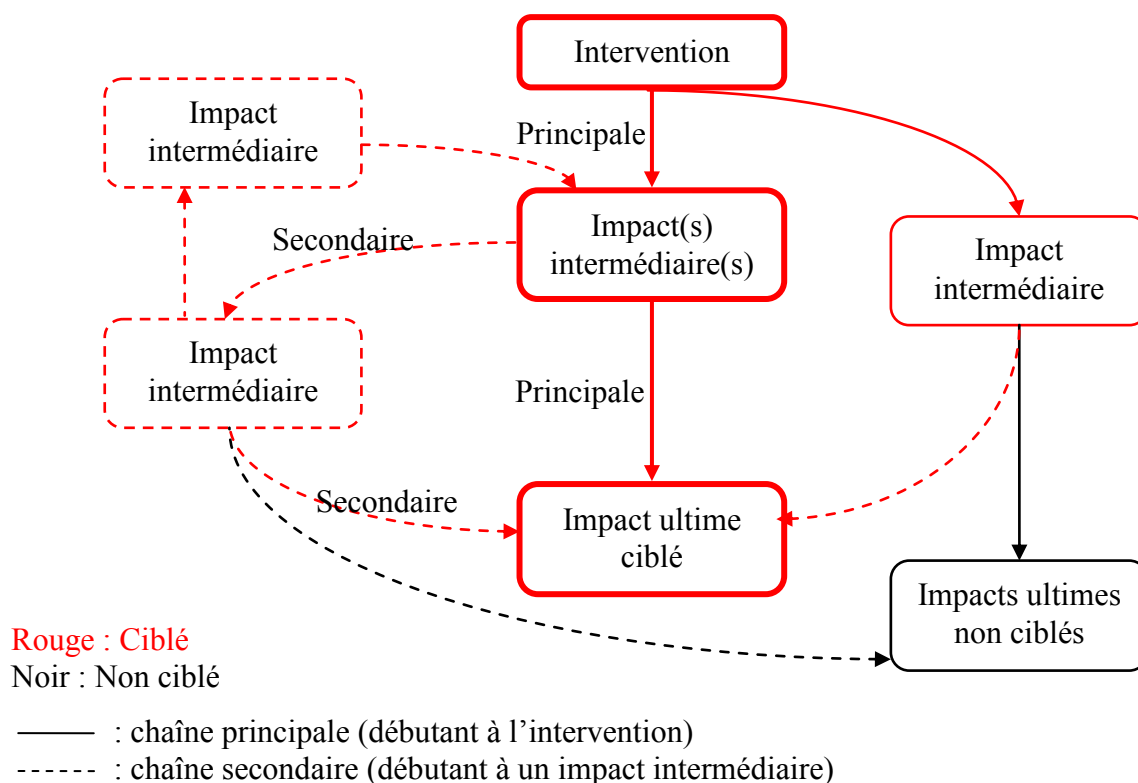 Intervention
Impact
intermédiaire
Principale
Impact(s)
intermédiaire(s)
Secondaire
Impact
intermédiaire
Impact
intermédiaire
Principale
Secondaire
Impact ultime
ciblé
Impacts ultimes
non ciblés
Rouge : Ciblé
Noir : Non ciblé
: chaîne principale (débutant à l’intervention)
: chaîne secondaire (débutant à un impact intermédiaire)